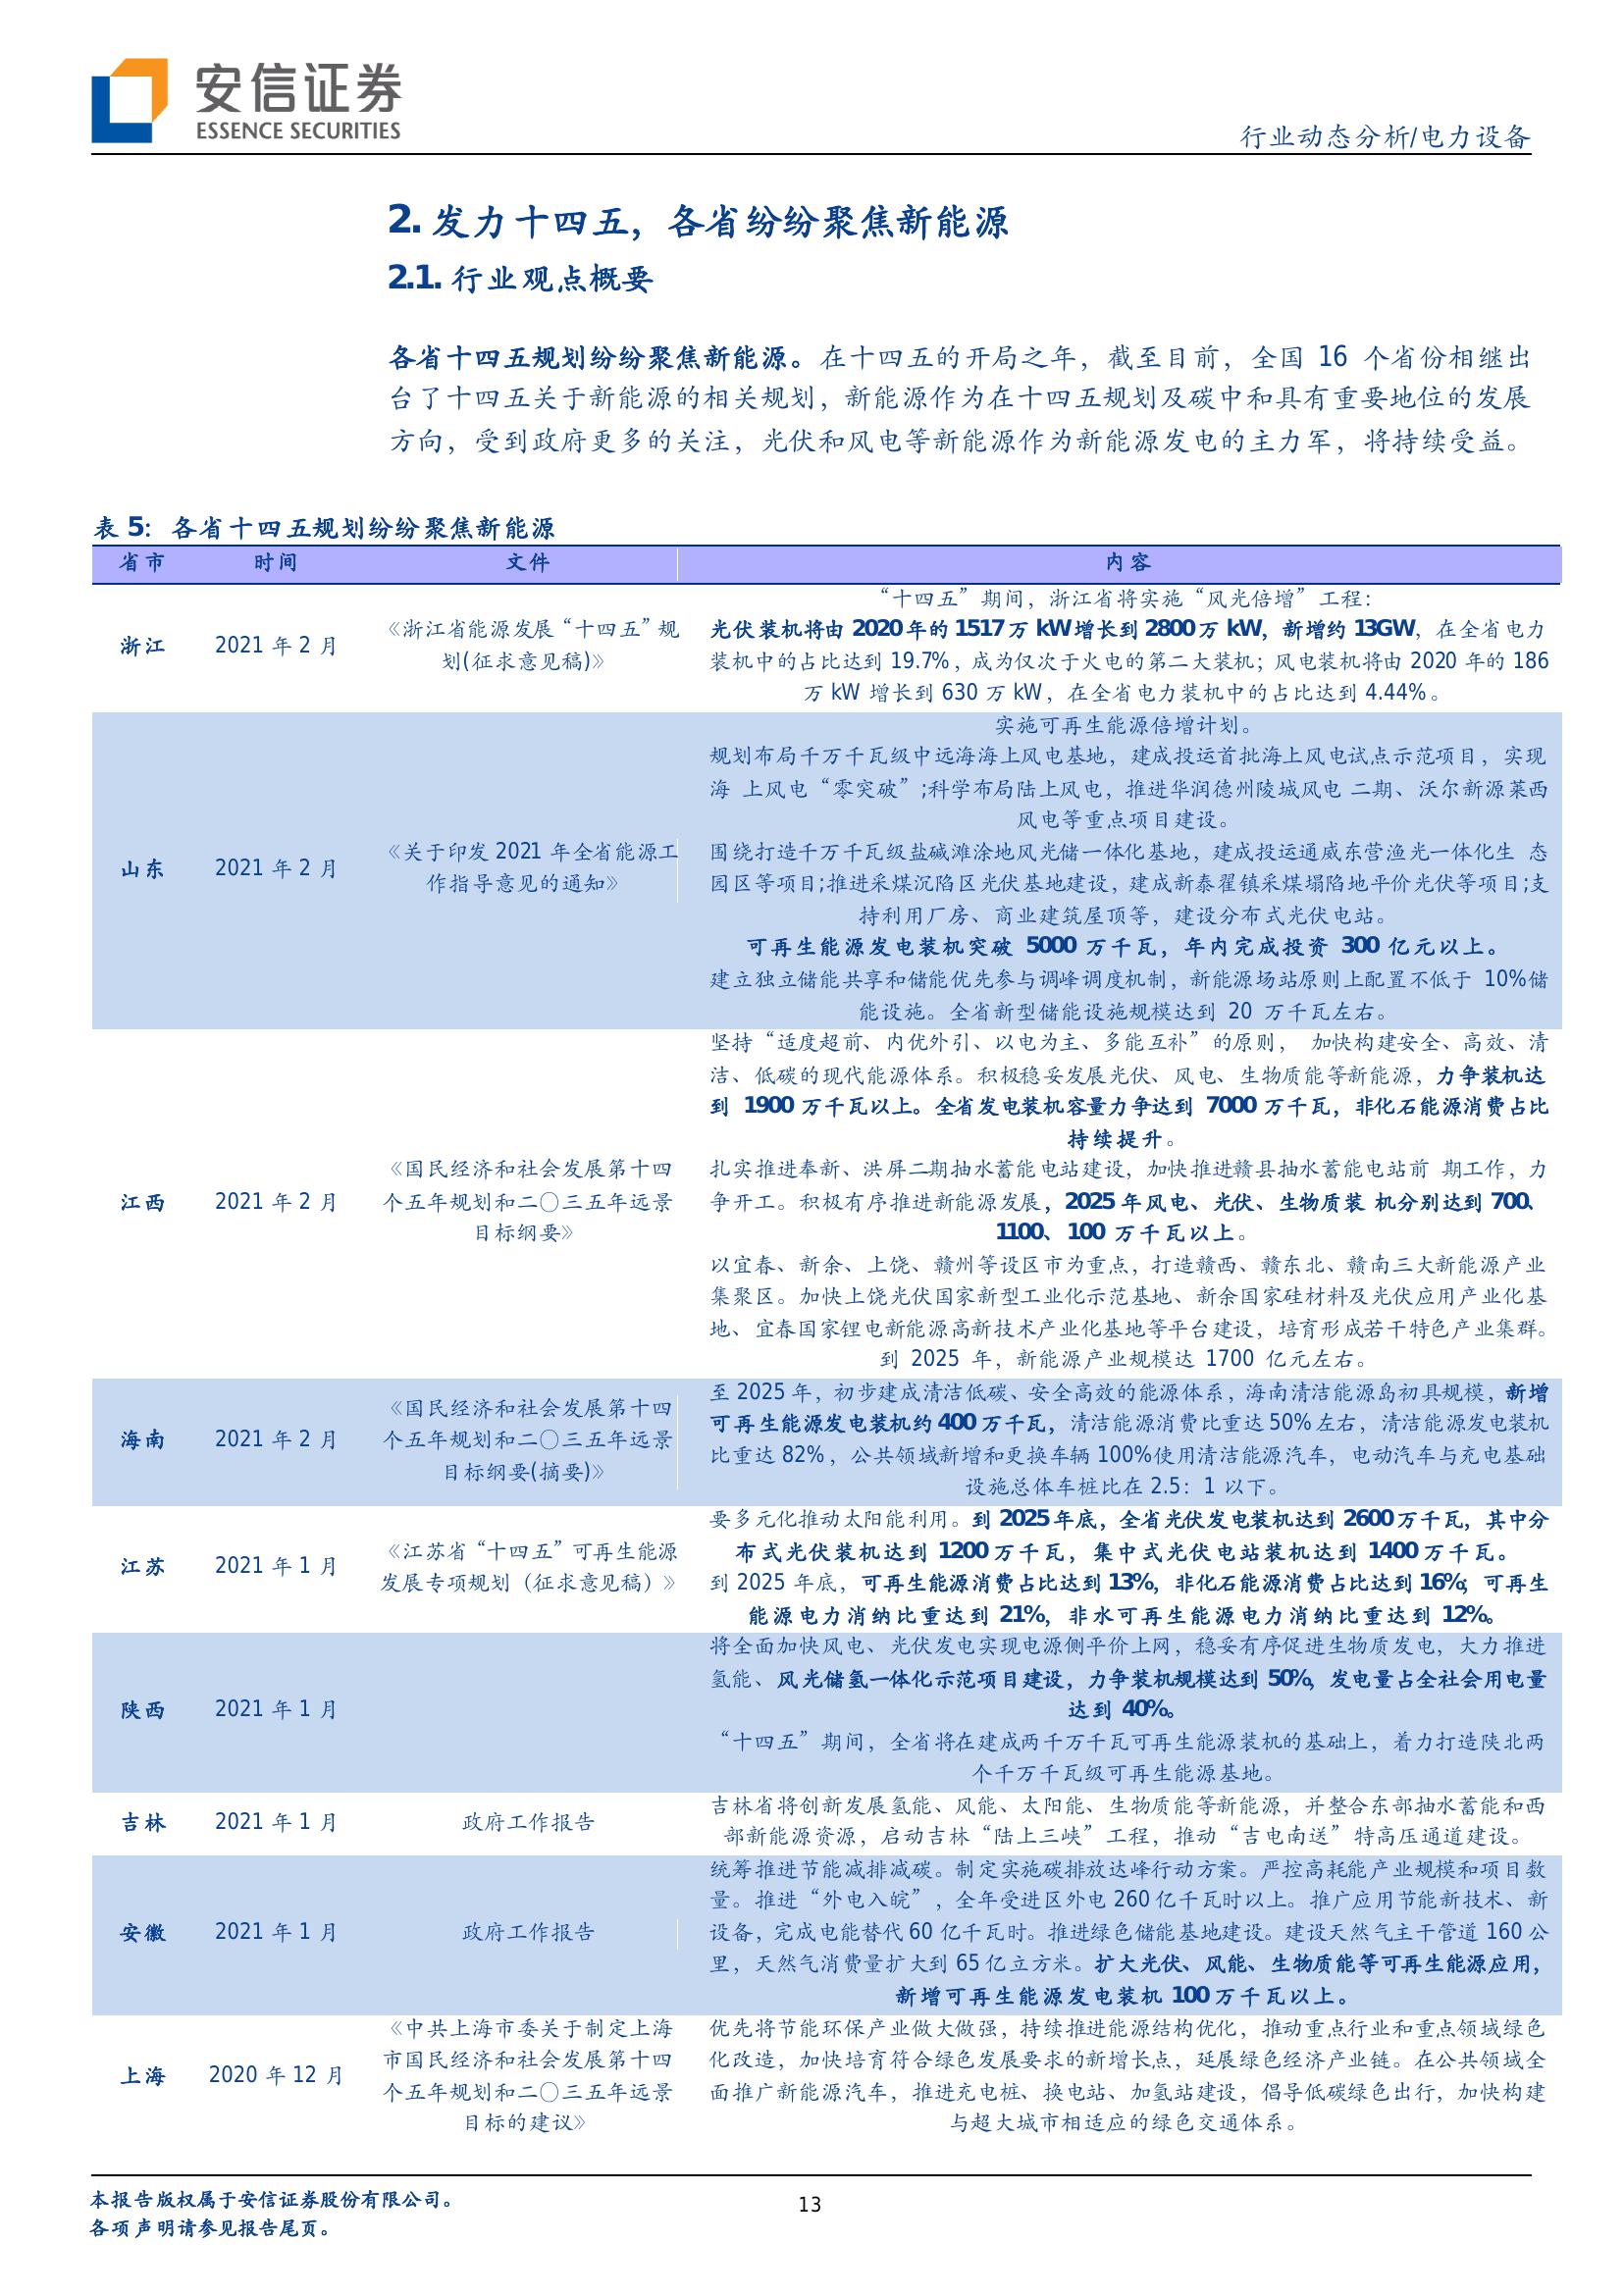 安信证券
ESSENCE SECURITIES
行业动态分析/电力设备
2. 发力十四五，各省纷纷聚焦新能源
2.1. 行业观点概要
各省十四五规划纷纷聚焦新能源。在十四五的开局之年，截至目前，全国 16 个省份相继出
台了十四五关于新能源的相关规划，新能源作为在十四五规划及碳中和具有重要地位的发展
方向，受到政府更多的关注，光伏和风电等新能源作为新能源发电的主力军，将持续受益。
表 5：各省十四五规划纷纷聚焦新能源
省市 时间 文件 内容
浙江
2021 年 2 月
《浙江省能源发展“十四五”规
划(征求意见稿)》
“十四五”期间，浙江省将实施“风光倍增”工程：
光伏装机将由 2020 年的 1517 万 kW 增长到 2800 万 kW，新增约 13GW，在全省电力
装机中的占比达到 19.7%，成为仅次于火电的第二大装机；风电装机将由 2020 年的 186
万 kW 增长到 630 万 kW，在全省电力装机中的占比达到 4.44%。
山东
2021 年 2 月
《关于印发 2021 年全省能源工
作指导意见的通知》
实施可再生能源倍增计划。
规划布局千万千瓦级中远海海上风电基地，建成投运首批海上风电试点示范项目，实现
海 上风电“零突破”;科学布局陆上风电，推进华润德州陵城风电 二期、沃尔新源莱西
风电等重点项目建设。
围绕打造千万千瓦级盐碱滩涂地风光储一体化基地，建成投运通威东营渔光一体化生 态
园区等项目;推进采煤沉陷区光伏基地建设，建成新泰翟镇采煤塌陷地平价光伏等项目;支
持利用厂房、商业建筑屋顶等，建设分布式光伏电站。
可再生能源发电装机突破 5000 万千瓦，年内完成投资 300 亿元以上。
建立独立储能共享和储能优先参与调峰调度机制，新能源场站原则上配置不低于 10%储
能设施。全省新型储能设施规模达到 20 万千瓦左右。
江西
2021 年 2 月
《国民经济和社会发展第十四
个五年规划和二〇三五年远景
目标纲要》
坚持“适度超前、内优外引、以电为主、多能互补”的原则， 加快构建安全、高效、清
洁、低碳的现代能源体系。积极稳妥发展光伏、风电、生物质能等新能源，力争装机达
到 1900 万千瓦以上。全省发电装机容量力争达到 7000 万千瓦，非化石能源消费占比
持续提升。
扎实推进奉新、洪屏二期抽水蓄能电站建设，加快推进赣县抽水蓄能电站前 期工作，力
争开工。积极有序推进新能源发展，2025 年风电、光伏、生物质装 机分别达到 700、
1100、100 万千瓦以上。
以宜春、新余、上饶、赣州等设区市为重点，打造赣西、赣东北、赣南三大新能源产业
集聚区。加快上饶光伏国家新型工业化示范基地、新余国家硅材料及光伏应用产业化基
地、宜春国家锂电新能源高新技术产业化基地等平台建设，培育形成若干特色产业集群。
到 2025 年，新能源产业规模达 1700 亿元左右。
海南
2021 年 2 月
《国民经济和社会发展第十四
个五年规划和二〇三五年远景
目标纲要(摘要)》
至 2025 年，初步建成清洁低碳、安全高效的能源体系，海南清洁能源岛初具规模，新增
可再生能源发电装机约 400 万千瓦，清洁能源消费比重达 50%左右，清洁能源发电装机
比重达 82%，公共领域新增和更换车辆 100%使用清洁能源汽车，电动汽车与充电基础
设施总体车桩比在 2.5：1 以下。
江苏
2021 年 1 月
《江苏省“十四五”可再生能源
发展专项规划（征求意见稿）》
要多元化推动太阳能利用。到 2025 年底，全省光伏发电装机达到 2600 万千瓦，其中分
布式光伏装机达到 1200 万千瓦，集中式光伏电站装机达到 1400 万千瓦。
到 2025 年底，可再生能源消费占比达到 13%，非化石能源消费占比达到 16%；可再生
能源电力消纳比重达到 21%，非水可再生能源电力消纳比重达到 12%。
陕西
2021 年 1 月
将全面加快风电、光伏发电实现电源侧平价上网，稳妥有序促进生物质发电，大力推进
氢能、风光储氢一体化示范项目建设，力争装机规模达到 50%，发电量占全社会用电量
达到 40%。
“十四五”期间，全省将在建成两千万千瓦可再生能源装机的基础上，着力打造陕北两
个千万千瓦级可再生能源基地。
吉林
2021 年 1 月
政府工作报告
吉林省将创新发展氢能、风能、太阳能、生物质能等新能源，并整合东部抽水蓄能和西
部新能源资源，启动吉林“陆上三峡”工程，推动“吉电南送”特高压通道建设。
安徽
2021 年 1 月
政府工作报告
统筹推进节能减排减碳。制定实施碳排放达峰行动方案。严控高耗能产业规模和项目数
量。推进“外电入皖”，全年受进区外电 260 亿千瓦时以上。推广应用节能新技术、新
设备，完成电能替代 60 亿千瓦时。推进绿色储能基地建设。建设天然气主干管道 160 公
里，天然气消费量扩大到 65 亿立方米。扩大光伏、风能、生物质能等可再生能源应用，
新增可再生能源发电装机 100 万千瓦以上。
上海
2020 年 12 月
《中共上海市委关于制定上海
市国民经济和社会发展第十四
个五年规划和二〇三五年远景
目标的建议》
优先将节能环保产业做大做强，持续推进能源结构优化，推动重点行业和重点领域绿色
化改造，加快培育符合绿色发展要求的新增长点，延展绿色经济产业链。在公共领域全
面推广新能源汽车，推进充电桩、换电站、加氢站建设，倡导低碳绿色出行，加快构建
与超大城市相适应的绿色交通体系。
本报告版权属于安信证券股份有限公司。
各项声明请参见报告尾页。
13